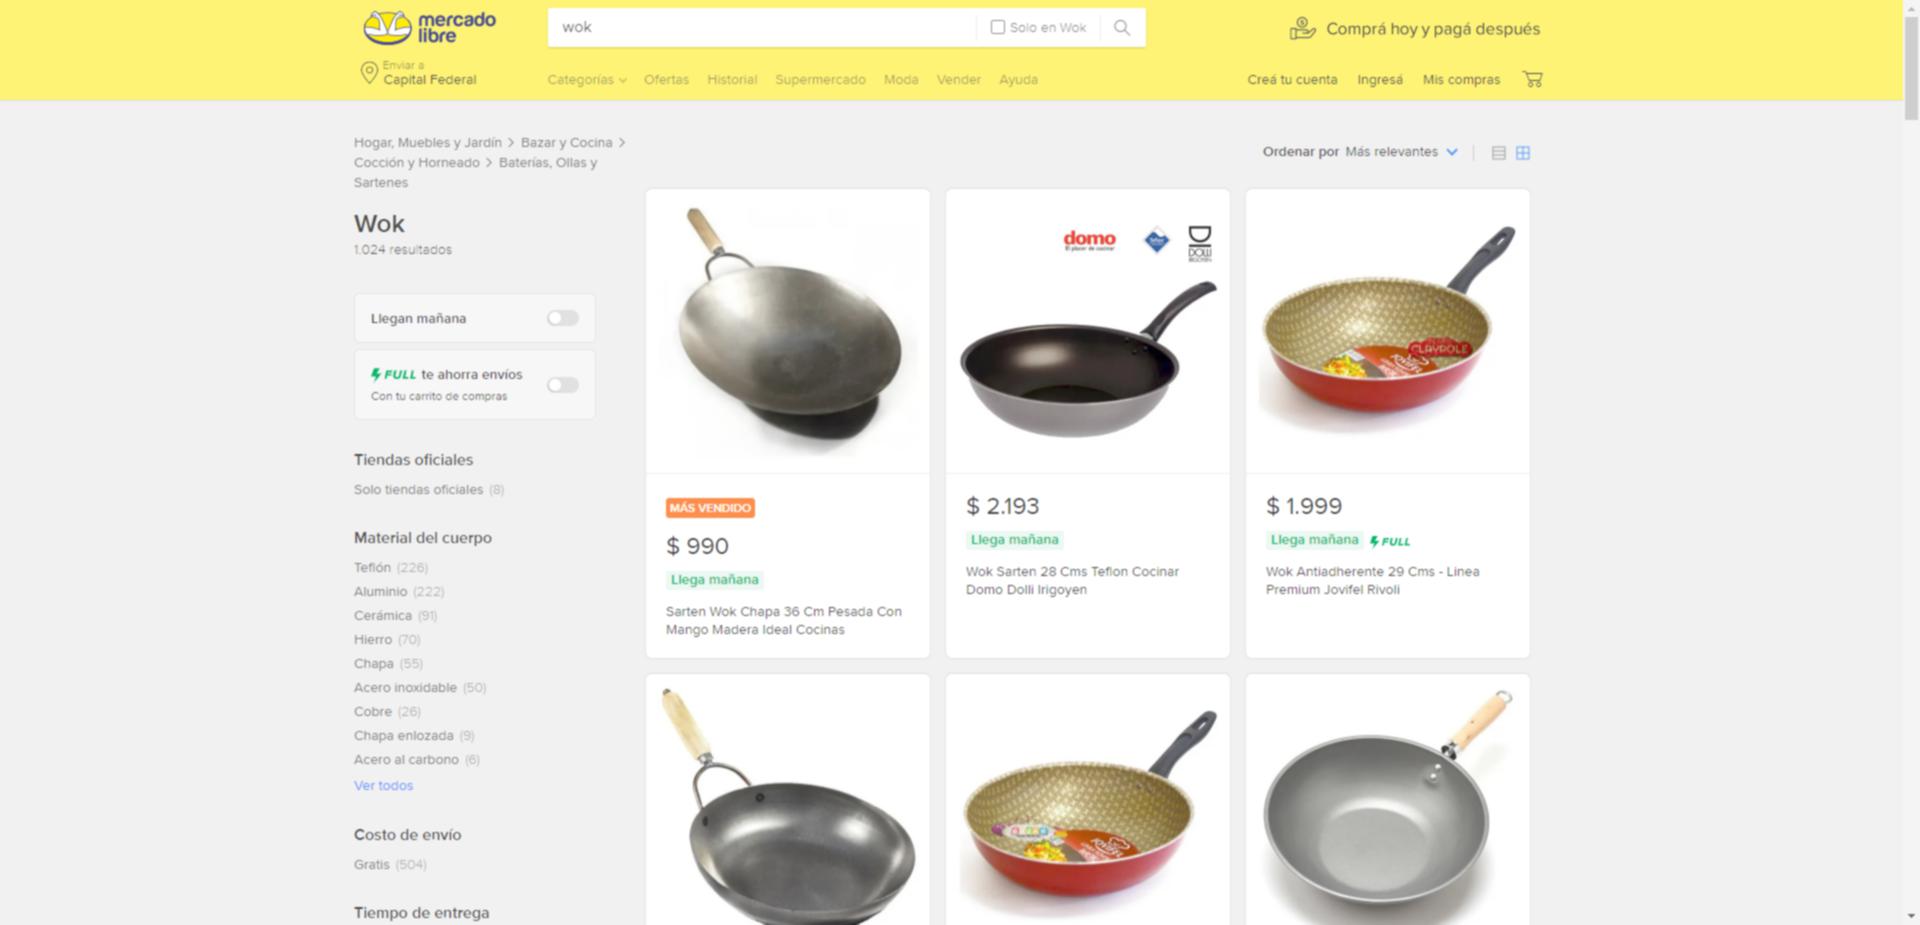 mercado
libre
wok
Solo en Wok
Comprá hoy y pagá después
Enviar a
Capital Federal
Categorías
Ofertas
Historial
Supermercado
Moda
Vender
Ayuda
Creá tu cuenta
Ingresá
Mis compras
Hogar, Muebles y Jardín > Bazar y Cocina >
Cocción y Horneado > Baterías, Ollas y
Sartenes
Ordenar por Más relevantes
Wok
1.024 resultados
Llegan mañana
FULL te ahorra envíos
Con tu carrito de compras
Tiendas oficiales
Solo tiendas oficiales (8)
Material del cuerpo
Teflón (226)
Aluminio (222)
Cerámica (91)
Hierro (70)
Chapa (55)
Acero inoxidable (50)
Cobre (26)
Chapa enlozada (9)
Acero al carbono (6)
Ver todos
Costo de envío
Gratis (504)
Tiempo de entrega
MÁS VENDIDO
$ 990
Llega mañana
Sarten Wok Chapa 36 Cm Pesada Con
Mango Madera Ideal Cocinas
domo
El placer de cocinar
DOLLI
IRIGOYEN
$ 2.193
Llega mañana
Wok Sarten 28 Cms Teflon Cocinar
Domo Dolli Irigoyen
CLAYPOLE
$ 1.999
Llega mañana FULL
Wok Antiadherente 29 Cms - Linea
Premium Jovifel Rivoli